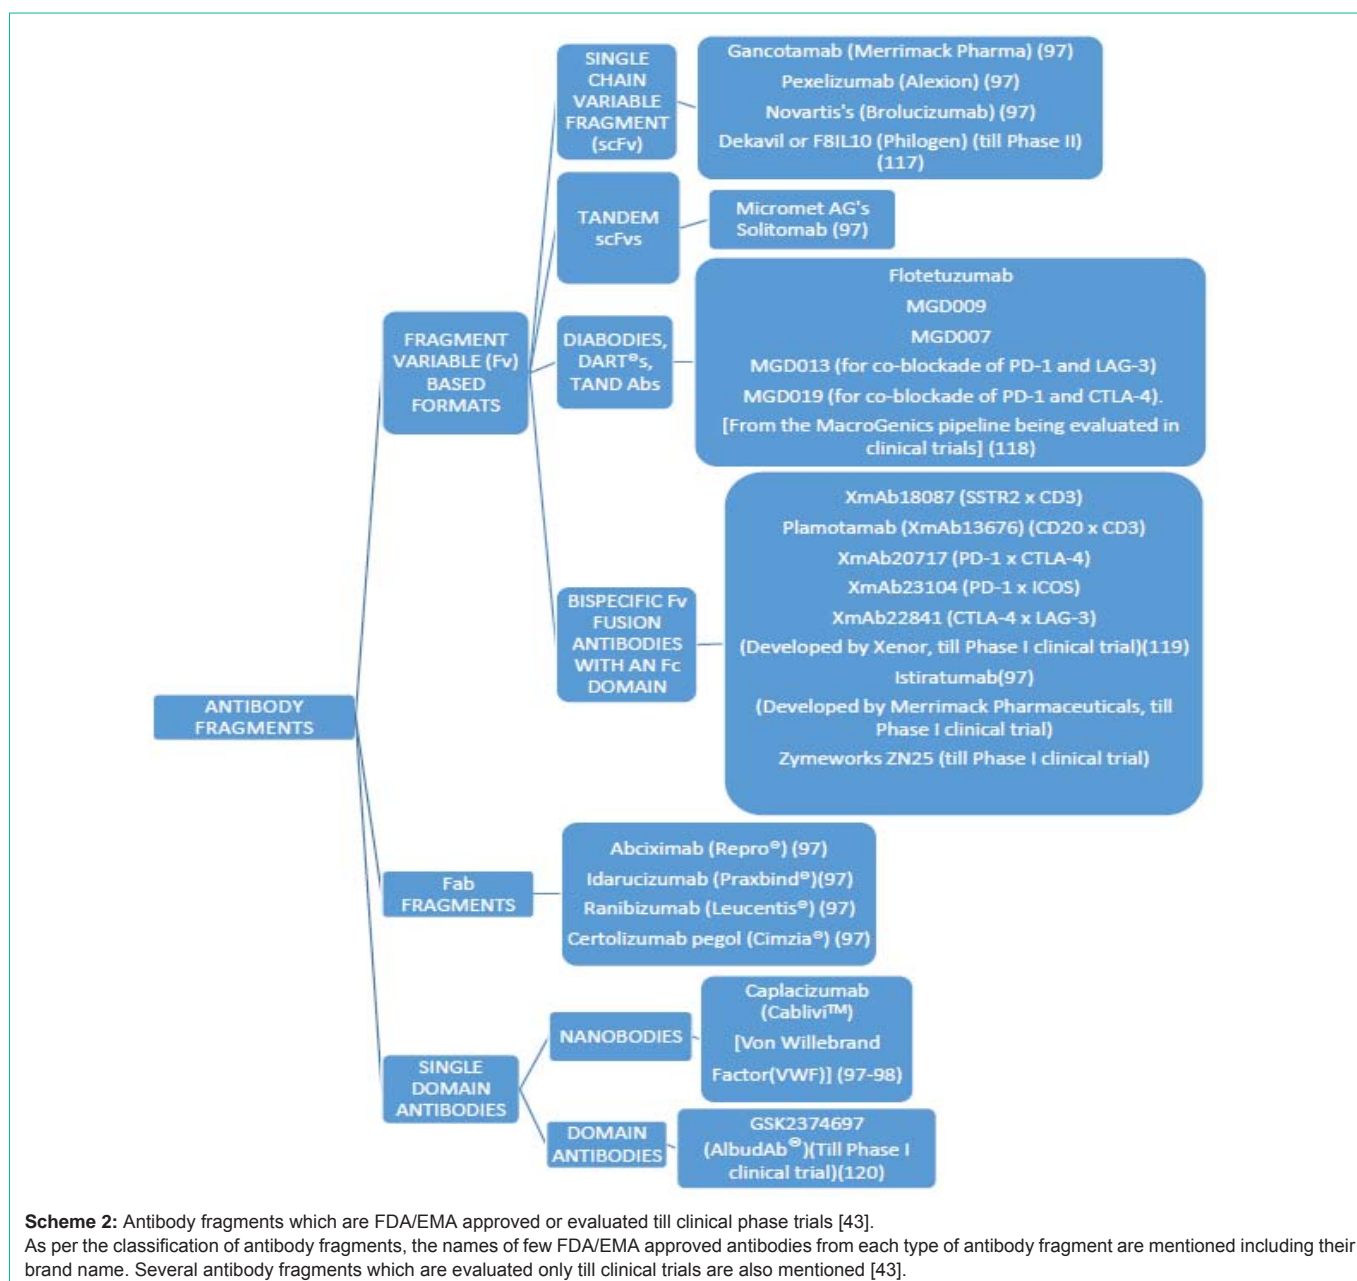 SINGLE
CHAIN
VARIABLE
FRAGMENT
(scFv)
Gancotamab (Merrimack Pharma) (97)
Pexelizumab (Alexion) (97)
Novartis's (Brolucizumab) (97)
Dekavil or F8IL10 (Philogen) (till Phase II)
(117)
TANDEM
scFvs
Micromet AG's
Solitomab (97)
FRAGMENT
VARIABLE (Fv)
BASED
FORMATS
DIABODIES,
DART®s,
TAND Abs
Flotetuzumab
MGD009
MGD007
MGD013 (for co-blockade of PD-1 and LAG-3)
MGD019 (for co-blockade of PD-1 and CTLA-4).
[From the MacroGenics pipeline being evaluated in
clinical trials] (118)
BISPECIFIC Fv
FUSION
ANTIBODIES
WITH AN Fc
DOMAIN
XmAb18087 (SSTR2 x CD3)
Plamotamab (XmAb13676) (CD20 x CD3)
XmAb20717 (PD-1 x CTLA-4)
XmAb23104 (PD-1 x ICOS)
XmAb22841 (CTLA-4 x LAG-3)
(Developed by Xenor, till Phase I clinical trial)(119)
Istiratumab(97)
(Developed by Merrimack Pharmaceuticals, till
Phase I clinical trial)
Zymeworks ZN25 (till Phase I clinical trial)
ANTIBODY
FRAGMENTS
Fab
FRAGMENTS
Abciximab (Repro®) (97)
Idarucizumab (Praxbind®)(97)
Ranibizumab (Leucentis®) (97)
Certolizumab pegol (Cimzia®) (97)
SINGLE
DOMAIN
ANTIBODIES
NANOBODIES
Caplacizumab
(Cablivi™)
[Von Willebrand
Factor(VWF)] (97-98)
DOMAIN
ANTIBODIES
GSK2374697
(AlbudAb®)(Till Phase I
clinical trial)(120)
Scheme 2: Antibody fragments which are FDA/EMA approved or evaluated till clinical phase trials [43].
As per the classification of antibody fragments, the names of few FDA/EMA approved antibodies from each type of antibody fragment are mentioned including their
brand name. Several antibody fragments which are evaluated only till clinical trials are also mentioned [43].